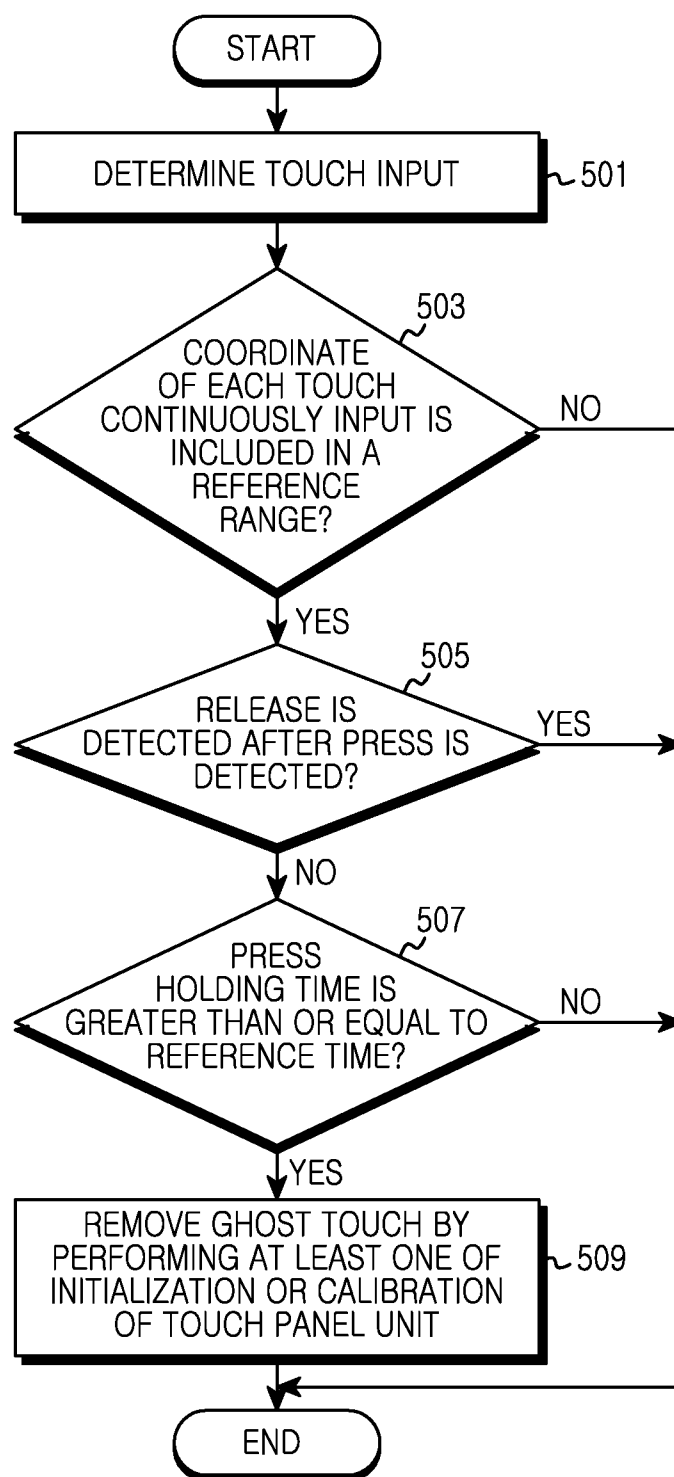 START
DETERMINE TOUCH INPUT
501
503
COORDINATE
OF EACH TOUCH
CONTINUOUSLY INPUT IS
INCLUDED IN A
REFERENCE
RANGE?
NO
YES
505
RELEASE IS
DETECTED AFTER PRESS IS
DETECTED?
YES
NO
507
PRESS
HOLDING TIME IS
GREATER THAN OR EQUAL TO
REFERENCE TIME?
NO
YES
REMOVE GHOST TOUCH BY
PERFORMING AT LEAST ONE OF
INITIALIZATION OR CALIBRATION
OF TOUCH PANEL UNIT
509
END